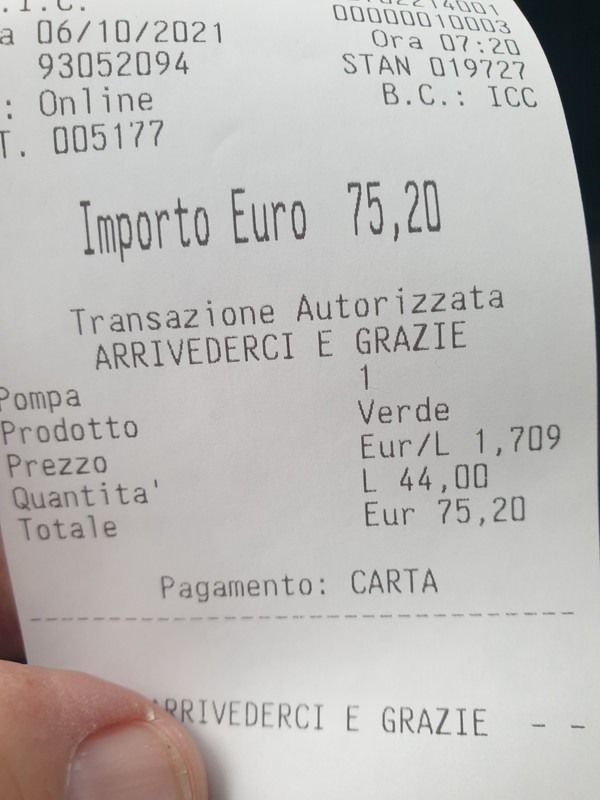 .I.C.
00000010003
a 06/10/2021 Ora 07:20
93052094 STAN 019727
: Online B.C.: ICC
T. 005177
Importo Euro 75,20
Transazione Autorizzata
ARRIVEDERCI E GRAZIE
Pompa 1
Prodotto Verde
Prezzo Eur/L 1,709
Quantita' L 44,00
Totale Eur 75,20
Pagamento: CARTA
ARRIVEDERCI E GRAZIE - -